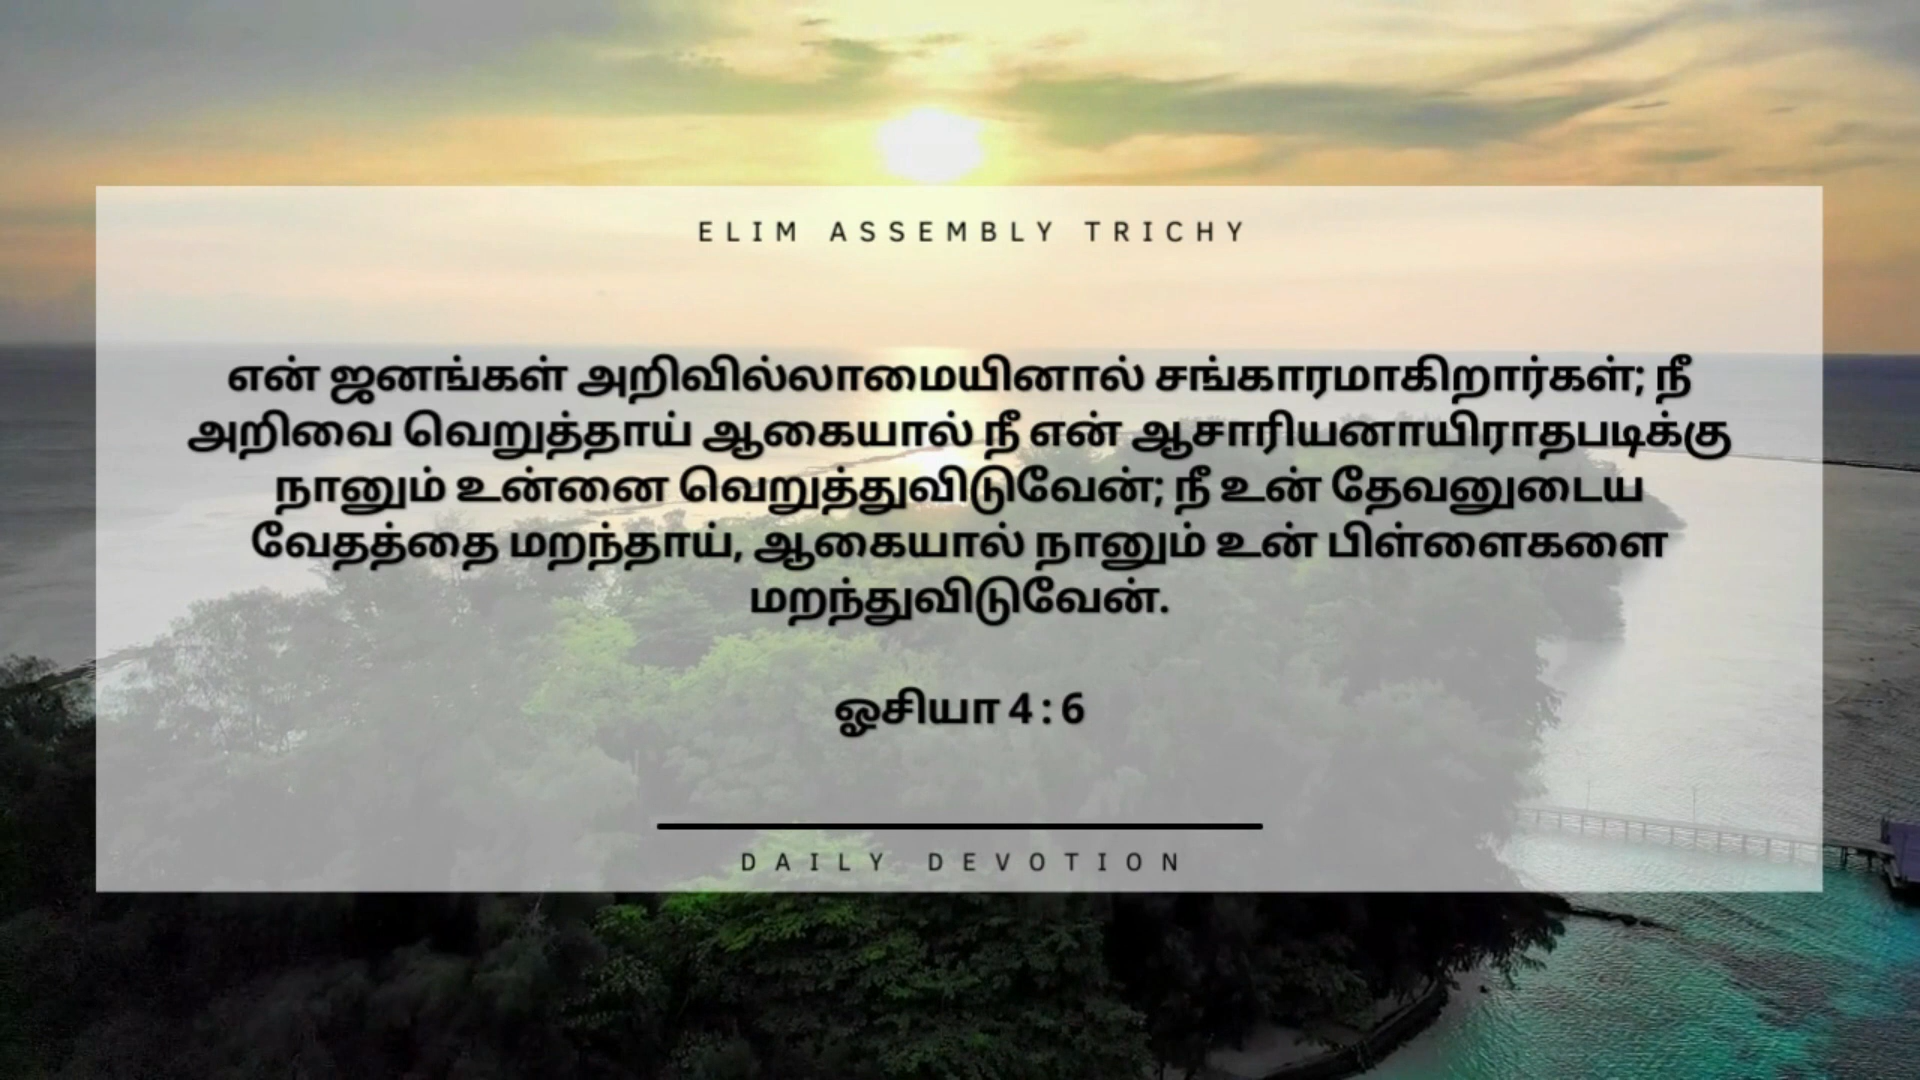 ELIM ASSEMBLY TRICHY
என் ஜனங்கள் அறிவில்லாமையினால் சங்காரமாகிறார்கள்; நீ
அறிவை வெறுத்தாய் ஆகையால் நீ என் ஆசாரியனாயிராதபடிக்கு
நானும் உன்னை வெறுத்துவிடுவேன்; நீ உன் தேவனுடைய
வேதத்தை மறந்தாய், ஆகையால் நானும் உன் பிள்ளைகளை
மறந்துவிடுவேன்.
ஓசியா 4 : 6
DAILY DEVOTION